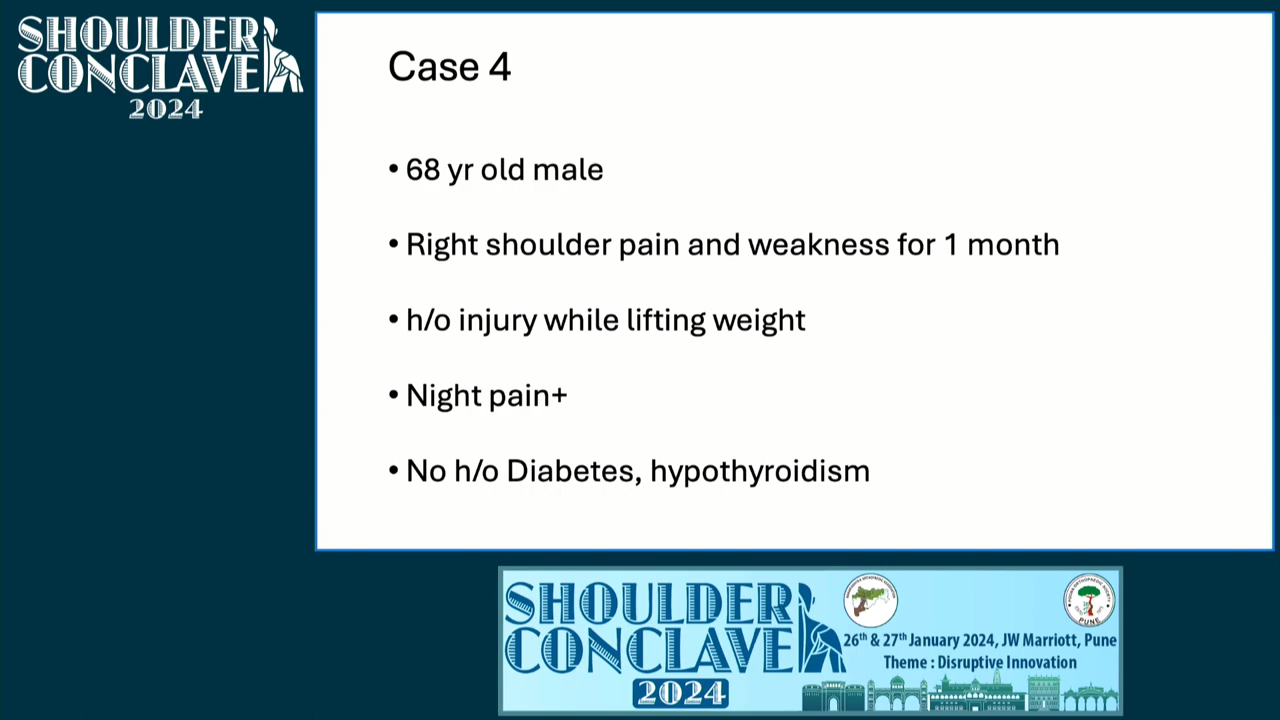 SHOULDER
CONCLAVE
2024
Case 4
• 68 yr old male
• Right shoulder pain and weakness for 1 month
• h/o injury while lifting weight
• Night pain+
• No h/o Diabetes, hypothyroidism
SHOULDER
CONCLAVE
2024
PUNE
26th & 27th January 2024, JW Marriott, Pune
Theme : Disruptive Innovation